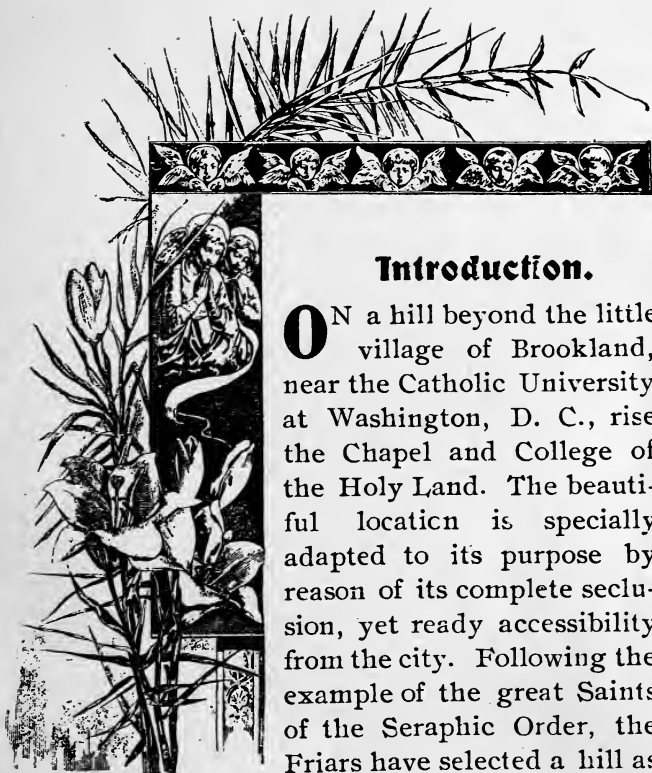 Introduction.
ON a hill beyond the little
village of Brookland,
near the Catholic University
at Washington, D. C., rise
the Chapel and College of
the Holy Land. The beauti-
ful location is specially
adapted to its purpose by
reason of its complete seclu-
sion, yet ready accessibility
from the city. Following the
example of the great Saints
of the Seraphic Order, the
Friars have selected a hill as